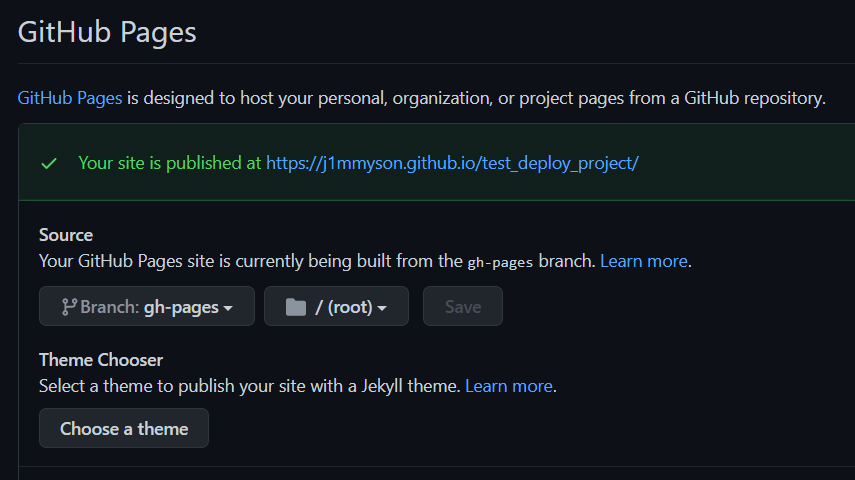 GitHub Pages
GitHub Pages is designed to host your personal, organization, or project pages from a GitHub repository.
Your site is published at https://j1mmyson.github.io/test_deploy_project/
Source
Your GitHub Pages site is currently being built from the gh-pages branch. Learn more.
Branch: gh-pages / (root) Save
Theme Chooser
Select a theme to publish your site with a Jekyll theme. Learn more.
Choose a theme